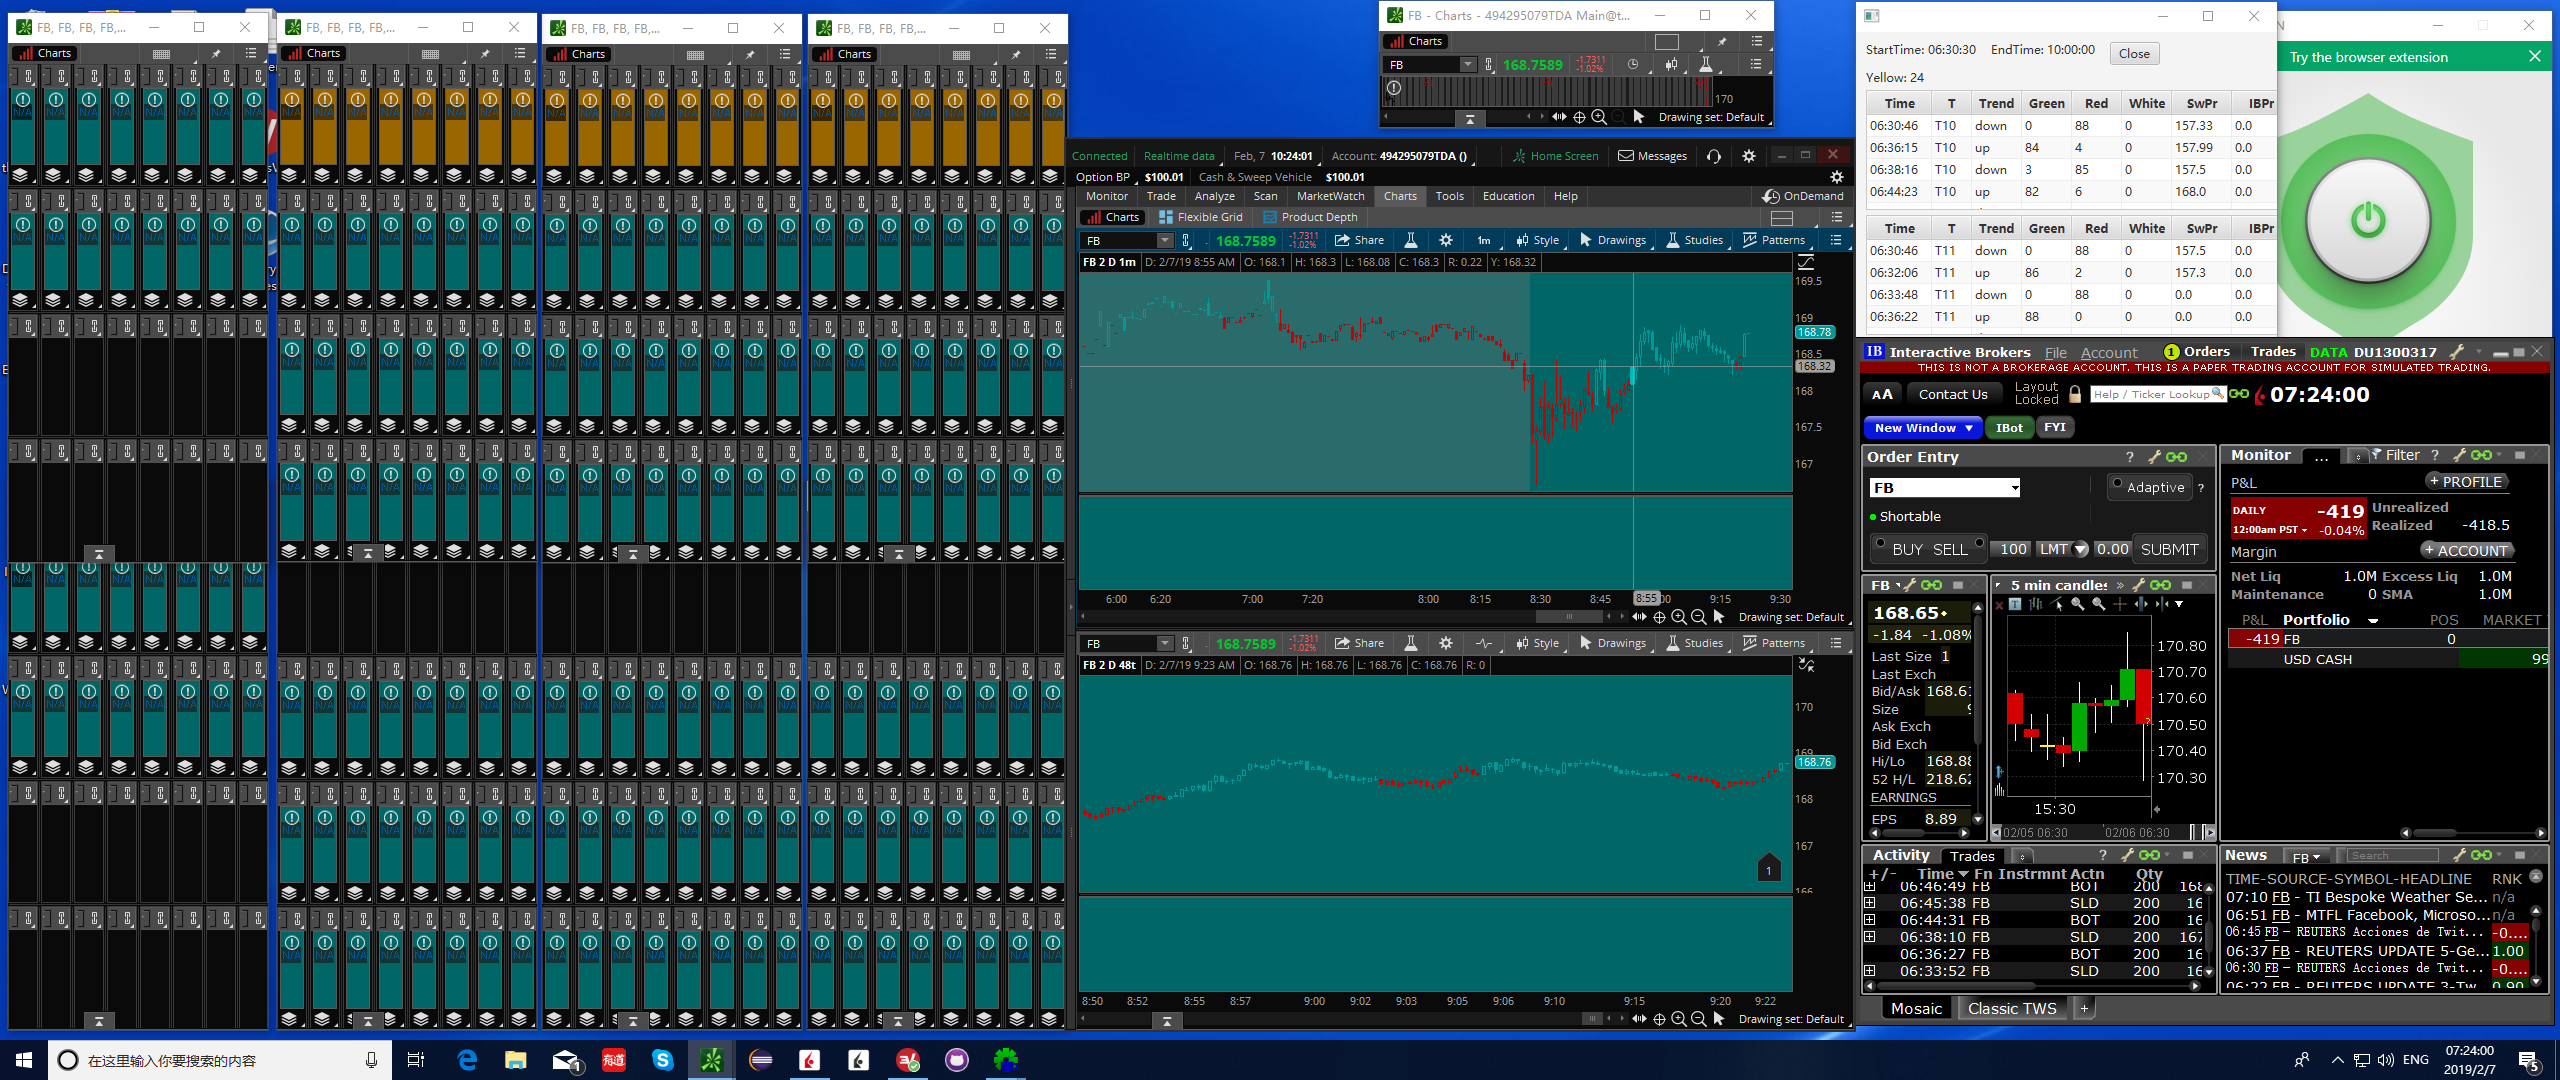 FB, FB, FB, FB,...
Charts
FB, FB, FB, FB,...
Charts
FB, FB, FB, FB,...
Charts
FB, FB, FB, FB,...
Charts
FB - Charts - 494295079TDA Main@t...
Charts
FB 168.7589 -1.7311 -1.02%
170
Drawing set: Default
Connected Realtime data Feb, 7 10:24:01 Account: 494295079TDA () Home Screen Messages
Option BP $100.01 Cash & Sweep Vehicle $100.01
Monitor Trade Analyze Scan MarketWatch Charts Tools Education Help OnDemand
Charts Flexible Grid Product Depth
FB 168.7589 -1.7311 -1.02% Share 1m Style Drawings Studies Patterns
FB 2 D 1m D: 2/7/19 8:55 AM O: 168.1 H: 168.3 L: 168.08 C: 168.3 R: 0.22 Y: 168.32
169.5
169
168.78
168.5
168.32
168
167.5
167
6:00 6:20 7:00 7:20 8:00 8:15 8:30 8:45 8:55 9:15 9:30
Drawing set: Default
FB 168.7589 -1.7311 -1.02% Share Style Drawings Studies Patterns
FB 2 D 48t D: 2/7/19 9:23 AM O: 168.76 H: 168.76 L: 168.76 C: 168.76 R: 0
170
169
168.76
168
167
166
1
8:50 8:52 8:55 8:57 9:00 9:02 9:03 9:05 9:06 9:10 9:15 9:20 9:22
Drawing set: Default
StartTime: 06:30:30 EndTime: 10:00:00 Close
Yellow: 24
Time T Trend Green Red White SwPr IBPr
06:30:46 T10 down 0 88 0 157.33 0.0
06:36:15 T10 up 84 4 0 157.99 0.0
06:38:16 T10 down 3 85 0 157.5 0.0
06:44:23 T10 up 82 6 0 168.0 0.0
Time T Trend Green Red White SwPr IBPr
06:30:46 T11 down 0 88 0 157.5 0.0
06:32:06 T11 up 86 2 0 157.3 0.0
06:33:48 T11 down 0 88 0 0.0 0.0
06:36:22 T11 up 88 0 0 0.0 0.0
Try the browser extension
IB Interactive Brokers File Account 1 Orders Trades DATA DU1300317
THIS IS NOT A BROKERAGE ACCOUNT. THIS IS A PAPER TRADING ACCOUNT FOR SIMULATED TRADING.
AA Contact Us Layout Locked Help / Ticker Lookup 07:24:00
New Window IBot FYI
Order Entry ?
FB Adaptive ?
Shortable
BUY SELL 100 LMT 0.00 SUBMIT
Monitor ... Filter ?
P&L + PROFILE
DAILY -419 Unrealized
12:00am PST -0.04% Realized -418.5
Margin + ACCOUNT
Net Liq 1.0M Excess Liq 1.0M
Maintenance 0 SMA 1.0M
P&L Portfolio POS MARKET
-419 FB 0
USD CASH 99
FB
168.65
-1.84 -1.08%
Last Size 1
Last Exch
Bid/Ask 168.61
Size
Ask Exch
Bid Exch
Hi/Lo 168.88
52 H/L 218.62
EARNINGS
EPS 8.89
5 min candles
170.80
170.70
170.60
170.50
170.40
170.30
15:30
02/05 06:30 02/06 06:30
Activity Trades ?
+/- Time Fn Instrmnt Actn Qty
06:46:49 FB BOT 200 168
06:45:38 FB SLD 200 16
06:44:31 FB BOT 200 16
06:38:10 FB SLD 200 167
06:36:27 FB BOT 200 16
06:33:52 FB SLD 200 16
News FB Search
TIME-SOURCE-SYMBOL-HEADLINE RNK
07:10 FB - TI Bespoke Weather Se... n/a
06:51 FB - MTFL Facebook, Microso... n/a
06:45 FB - REUTERS Acciones de Twit... -0....
06:37 FB - REUTERS UPDATE 5-Ge... 1.00
06:30 FB - REUTERS Acciones de Twit... -0....
06:22 FB - REUTERS UPDATE 3-Tw... 0.90
Mosaic Classic TWS +
在这里输入你要搜索的内容
ENG
07:24:00
2019/2/7